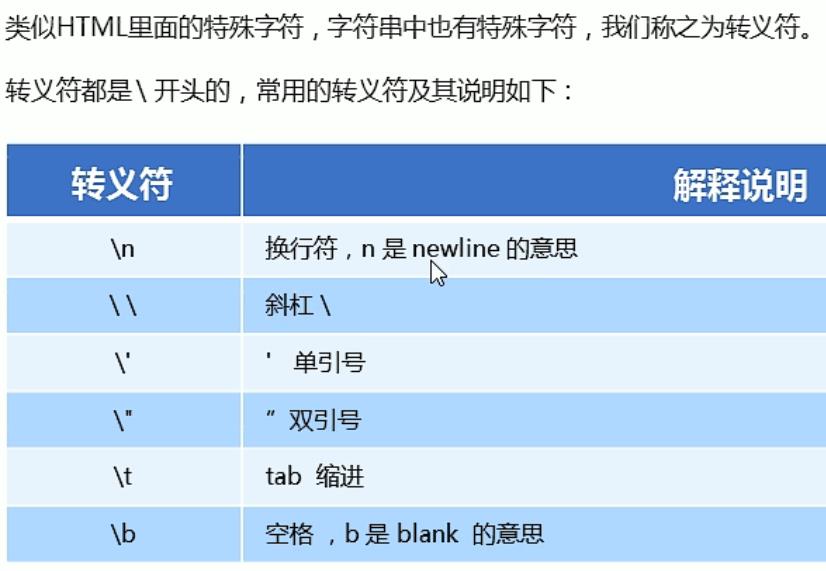 类似HTML里面的特殊字符，字符串中也有特殊字符，我们称之为转义符。
转义符都是\ 开头的，常用的转义符及其说明如下：
转义符 解释说明
\n 换行符，n 是 newline 的意思
\ \ 斜杠 \
\' ' 单引号
\" ” 双引号
\t tab 缩进
\b 空格 ，b 是 blank 的意思